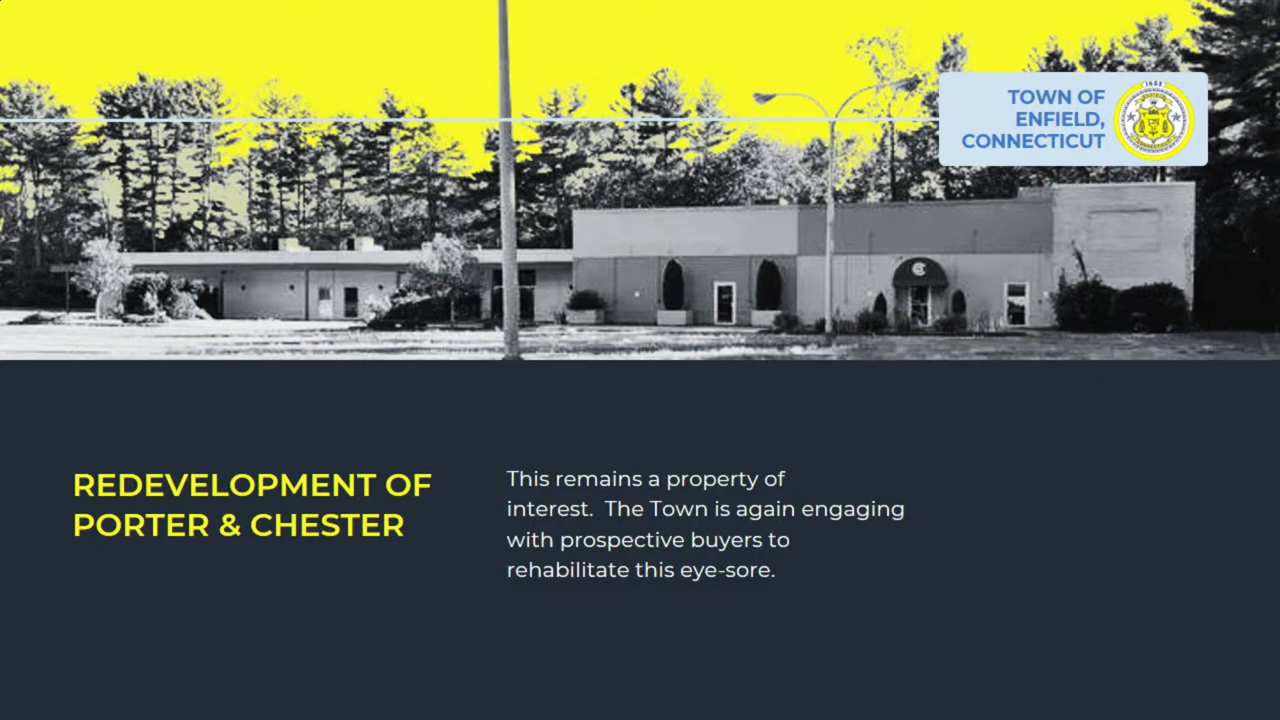 TOWN OF
ENFIELD,
CONNECTICUT
REDEVELOPMENT OF
PORTER & CHESTER
This remains a property of
interest.  The Town is again engaging
with prospective buyers to
rehabilitate this eye-sore.